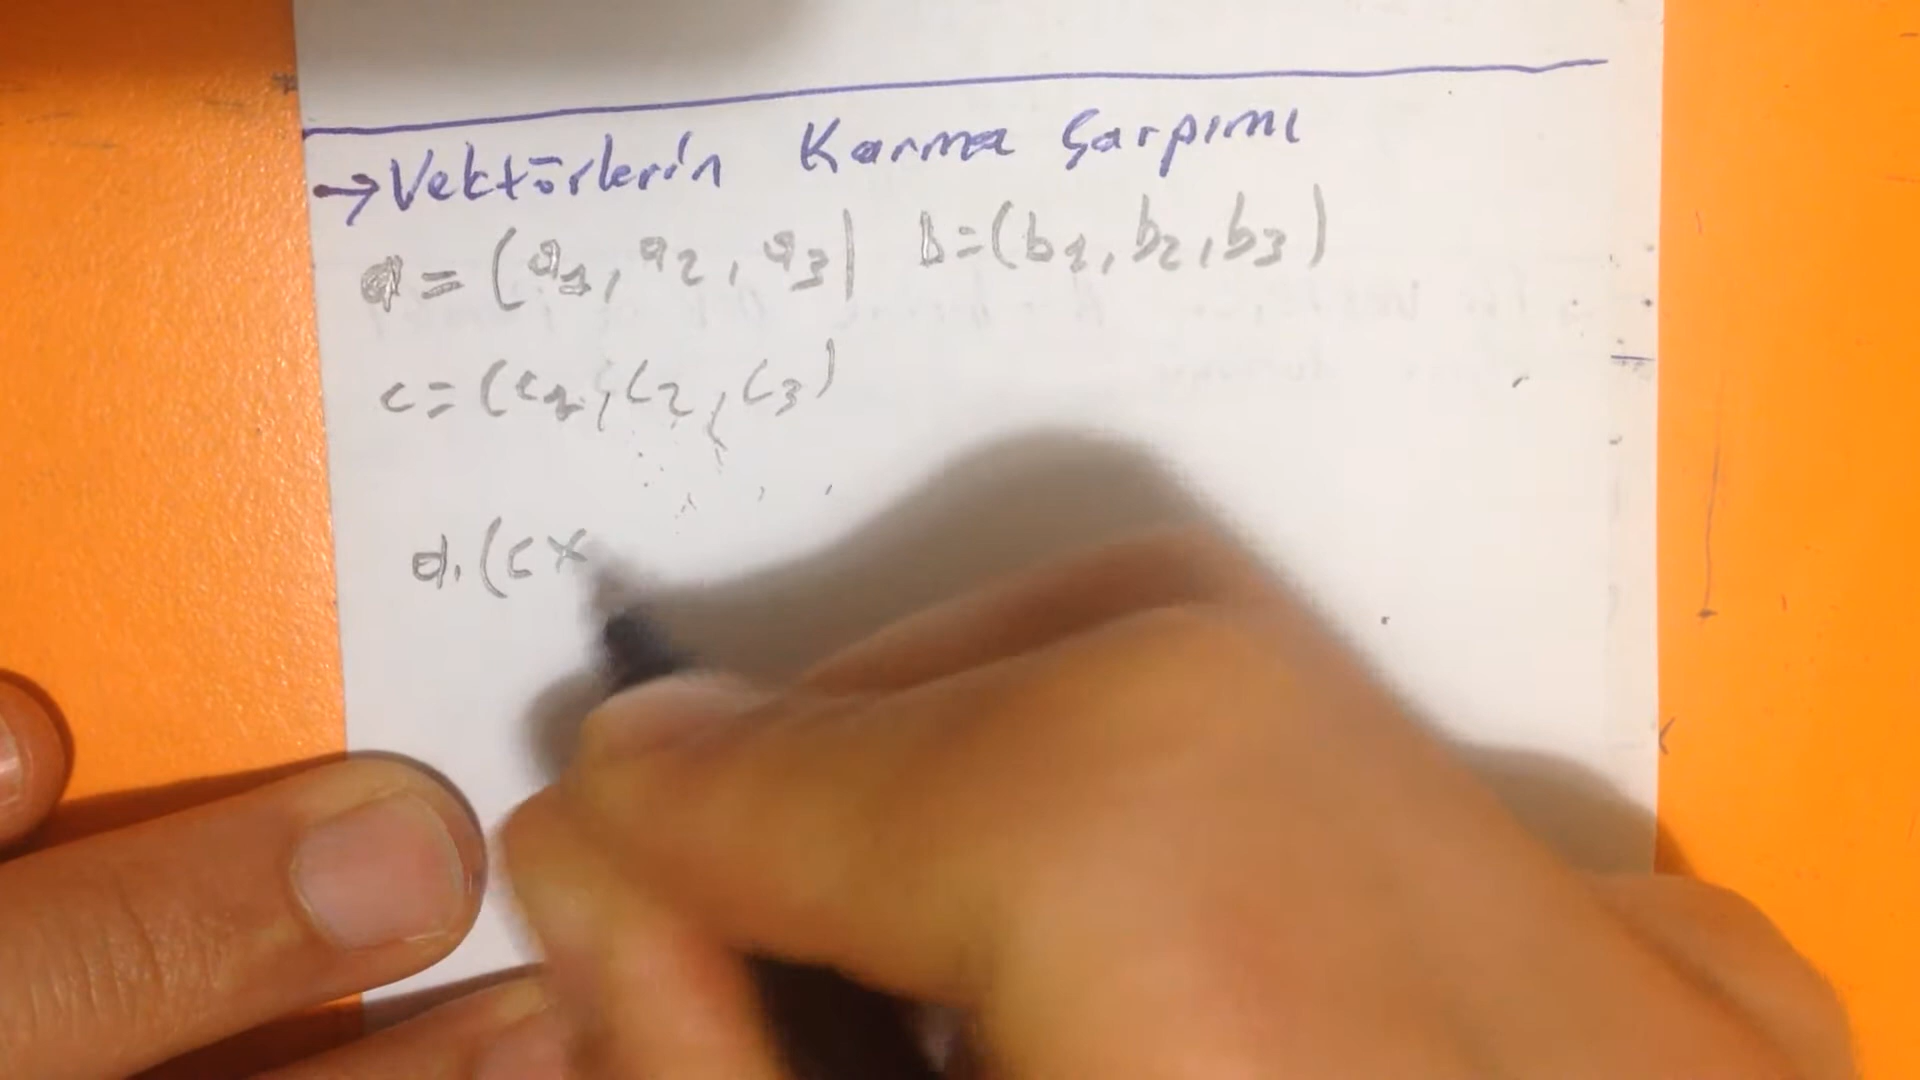 →Vektörlerin Karma Çarpımı
a = (a1, a2, a3) b=(b1, b2, b3)
c = (c1, c2, c3)
a. (c x